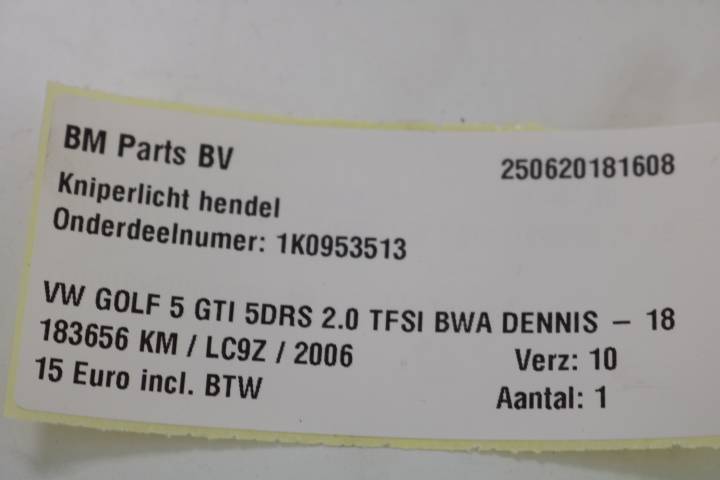 BM Parts BV 250620181608
Kniperlicht hendel
Onderdeelnumer: 1K0953513
VW GOLF 5 GTI 5DRS 2.0 TFSI BWA DENNIS – 18
183656 KM / LC9Z / 2006 Verz: 10
15 Euro incl. BTW Aantal: 1